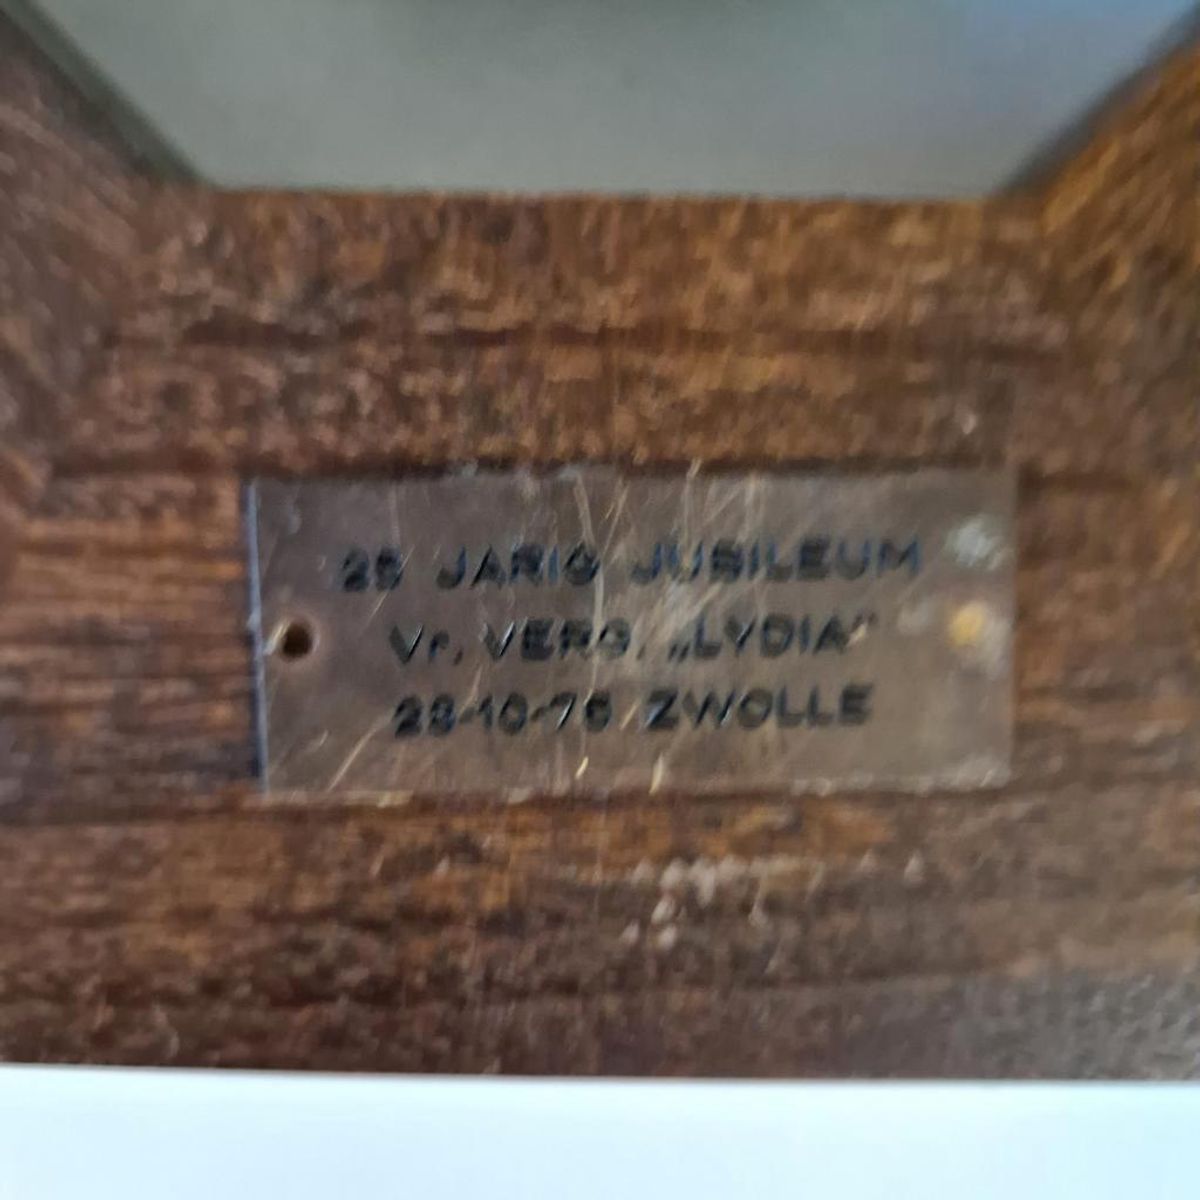 25 JARIG JUBILEUM
Vr. VERG. „LYDIA”
ZWOLLE